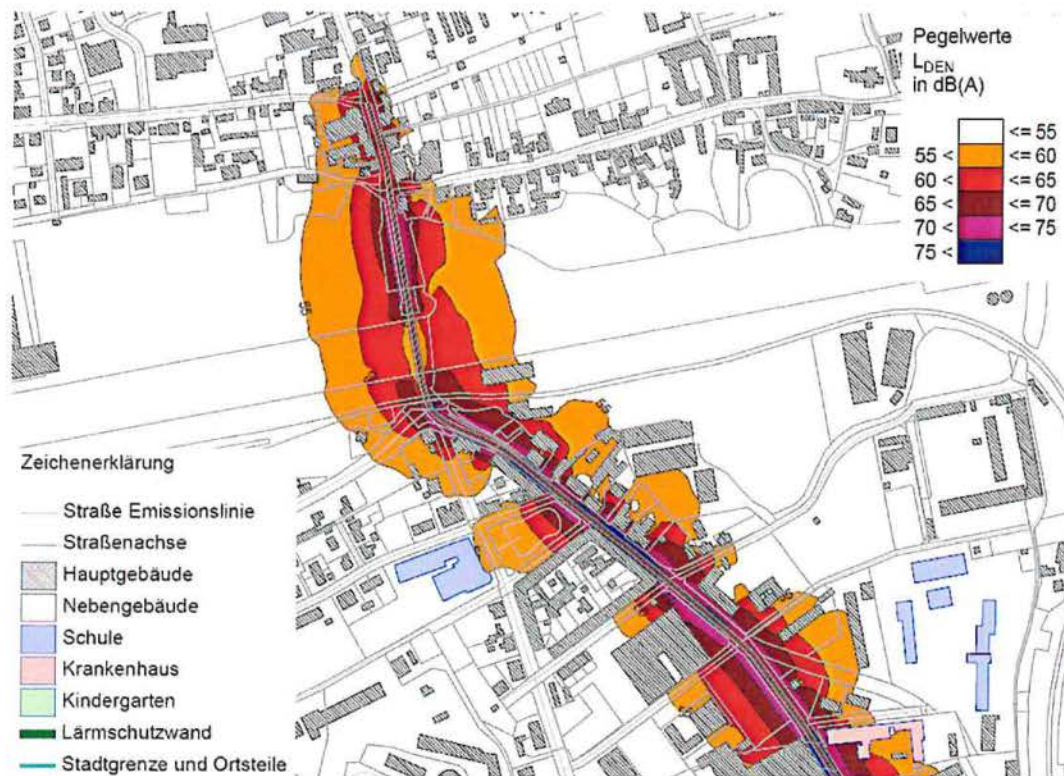 Pegelwerte
LDEN
in dB(A)
<= 55
55 < <= 60
60 < <= 65
65 < <= 70
70 < <= 75
75 <
Zeichenerklärung
Straße Emissionslinie
Straßenachse
Hauptgebäude
Nebengebäude
Schule
Krankenhaus
Kindergarten
Lärmschutzwand
Stadtgrenze und Ortsteile